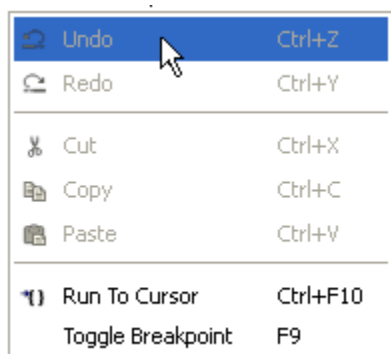 Undo Ctrl+Z
Redo Ctrl+Y
Cut Ctrl+X
Copy Ctrl+C
Paste Ctrl+V
Run To Cursor Ctrl+F10
Toggle Breakpoint F9